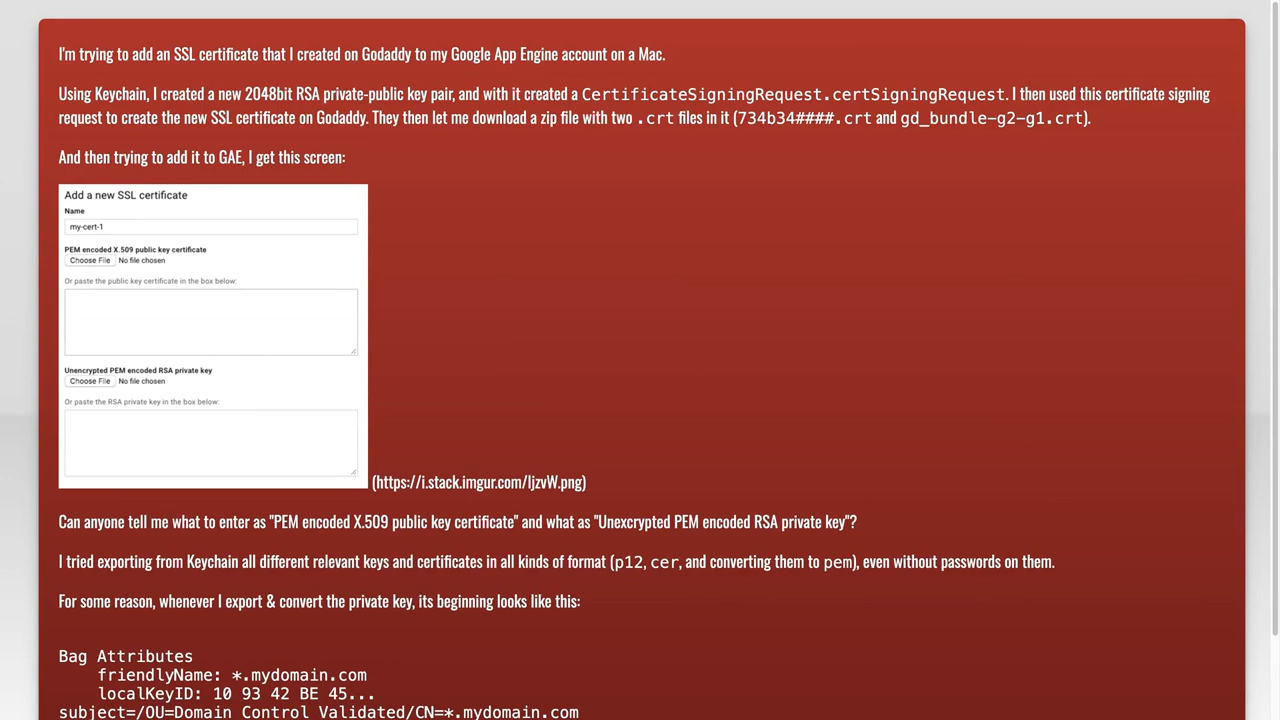 I'm trying to add an SSL certificate that I created on Godaddy to my Google App Engine account on a Mac.
Using Keychain, I created a new 2048bit RSA private-public key pair, and with it created a CertificateSigningRequest.certSigningRequest. I then used this certificate signing
request to create the new SSL certificate on Godaddy. They then let me download a zip file with two .crt files in it (734b34####.crt and gd_bundle-g2-g1.crt).
And then trying to add it to GAE, I get this screen:
Add a new SSL certificate
Name
my-cert-1
PEM encoded X.509 public key certificate
Choose File No file chosen
Or paste the public key certificate in the box below:
Unencrypted PEM encoded RSA private key
Choose File No file chosen
Or paste the RSA private key in the box below:
(https://i.stack.imgur.com/ljzvW.png)
Can anyone tell me what to enter as "PEM encoded X.509 public key certificate" and what as "Unexcrypted PEM encoded RSA private key"?
I tried exporting from Keychain all different relevant keys and certificates in all kinds of format (p12, cer, and converting them to pem), even without passwords on them.
For some reason, whenever I export & convert the private key, its beginning looks like this:
Bag Attributes
friendlyName: *.mydomain.com
localKeyID: 10 93 42 BE 45...
subject=/OU=Domain Control Validated/CN=*.mydomain.com